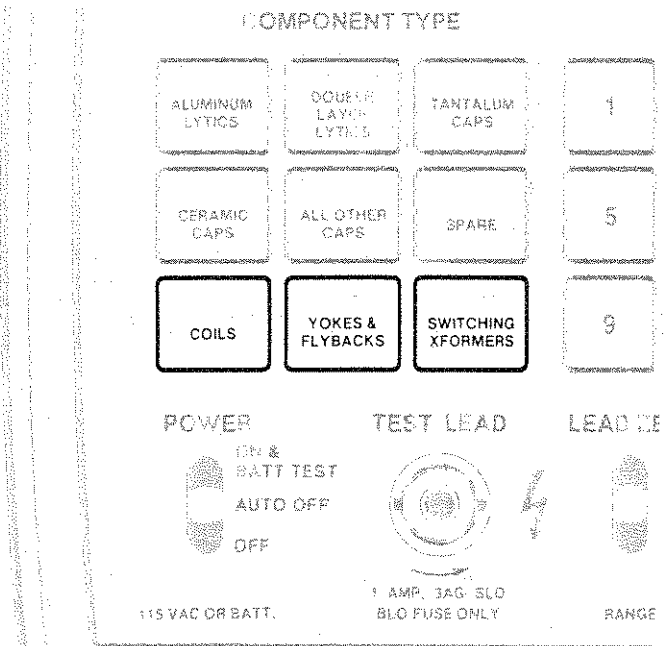 COMPONENT TYPE
ALUMINUM
LYTICS
DOUBLE
LAYER
LYTICS
TANTALUM
CAPS
1
CERAMIC
CAPS
ALL OTHER
CAPS
SPARE
5
COILS
YOKES &
FLYBACKS
SWITCHING
XFORMERS
9
POWER
ON &
BATT TEST
AUTO OFF
OFF
TEST LEAD
LEAD ZE
1 AMP, 3AG SLO
BLO FUSE ONLY
115 VAC OR BATT.
RANGE